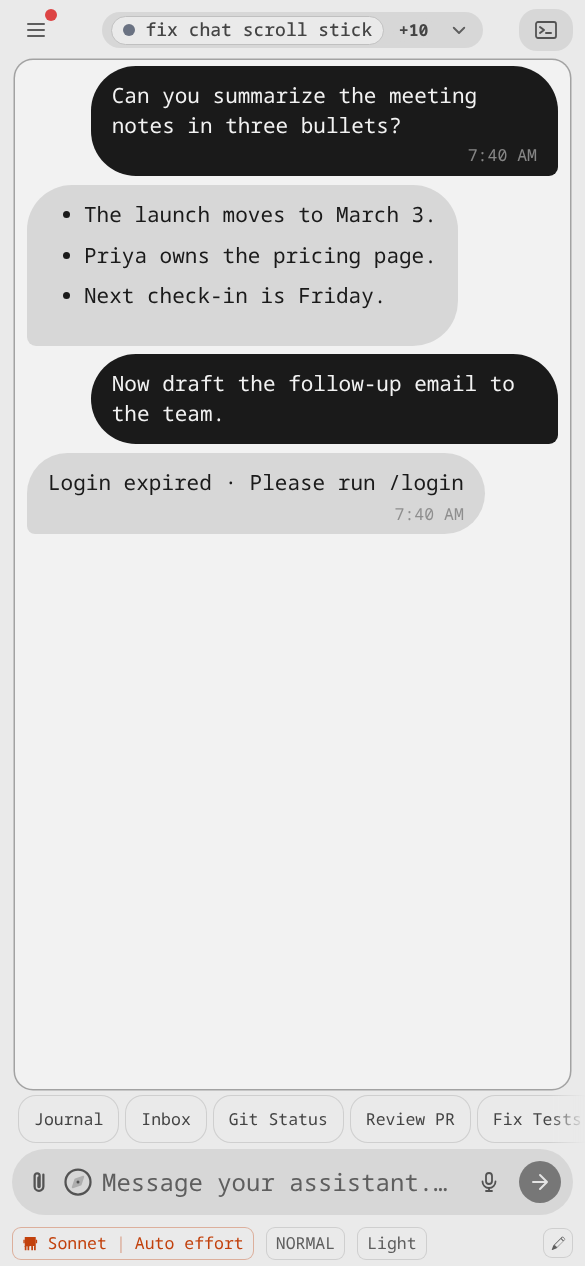 fix chat scroll stick +10
Can you summarize the meeting
notes in three bullets?
7:40 AM
• The launch moves to March 3.
• Priya owns the pricing page.
• Next check-in is Friday.
Now draft the follow-up email to
the team.
Login expired · Please run /login
7:40 AM
Journal Inbox Git Status Review PR Fix Tests
Message your assistant.…
Sonnet | Auto effort NORMAL Light